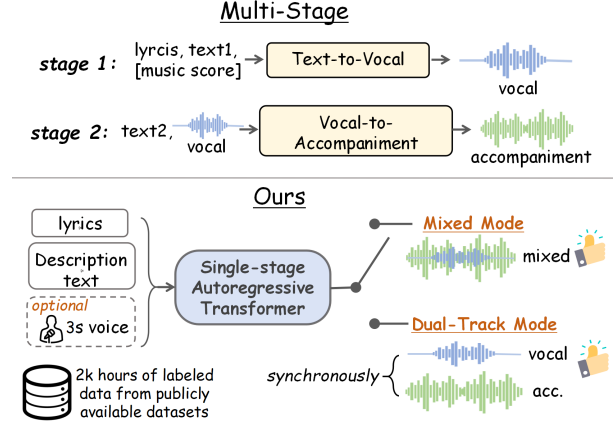 Multi-Stage
stage 1:
lyrcis, text1,
[music score]
Text-to-Vocal
vocal
stage 2:
text2,
vocal
Vocal-to-
Accompaniment
accompaniment
Ours
lyrics
Description
text
optional
3s voice
2k hours of labeled
data from publicly
available datasets
Single-stage
Autoregressive
Transformer
Mixed Mode
mixed
Dual-Track Mode
synchronously
vocal
acc.